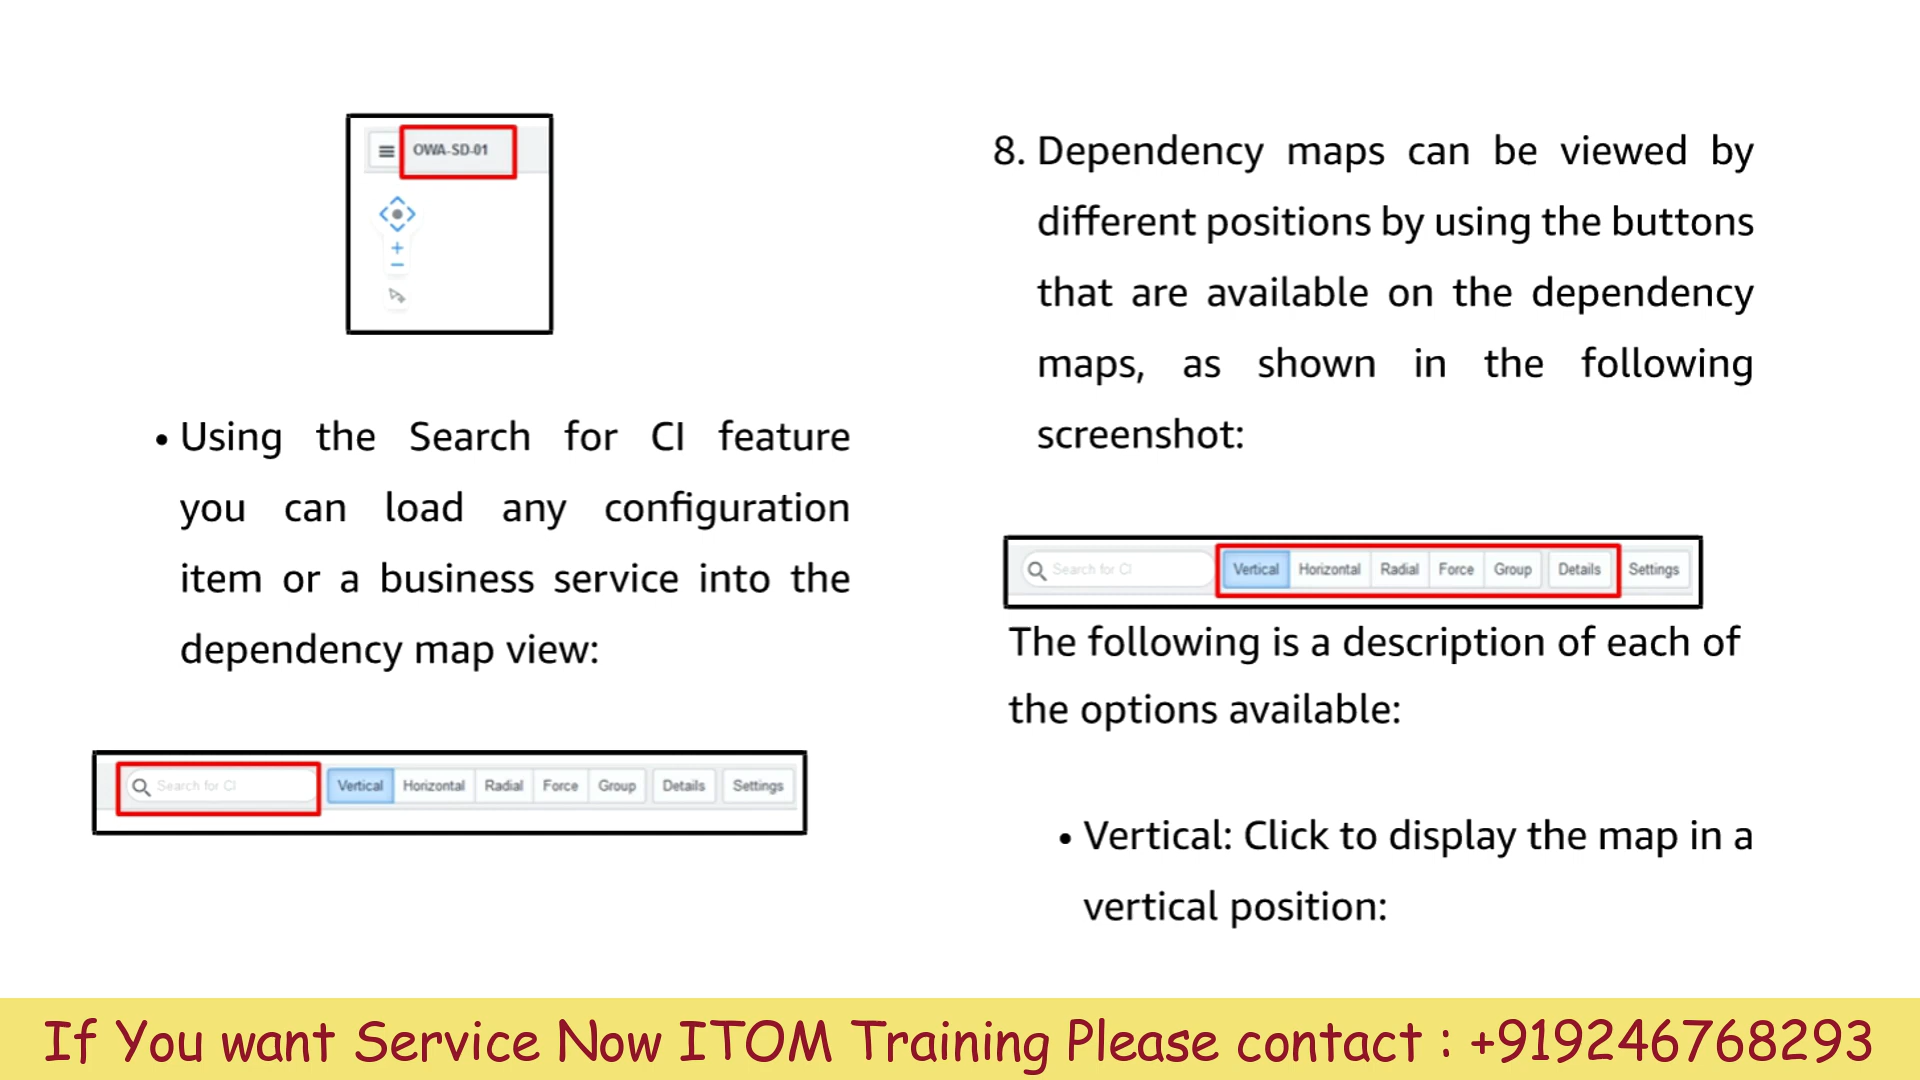 OWA-SD-01
• Using the Search for CI feature
you can load any configuration
item or a business service into the
dependency map view:
Search for CI Vertical Horizontal Radial Force Group Details Settings
8. Dependency maps can be viewed by
different positions by using the buttons
that are available on the dependency
maps, as shown in the following
screenshot:
Search for CI Vertical Horizontal Radial Force Group Details Settings
The following is a description of each of
the options available:
• Vertical: Click to display the map in a
vertical position:
If You want Service Now ITOM Training Please contact : +919246768293